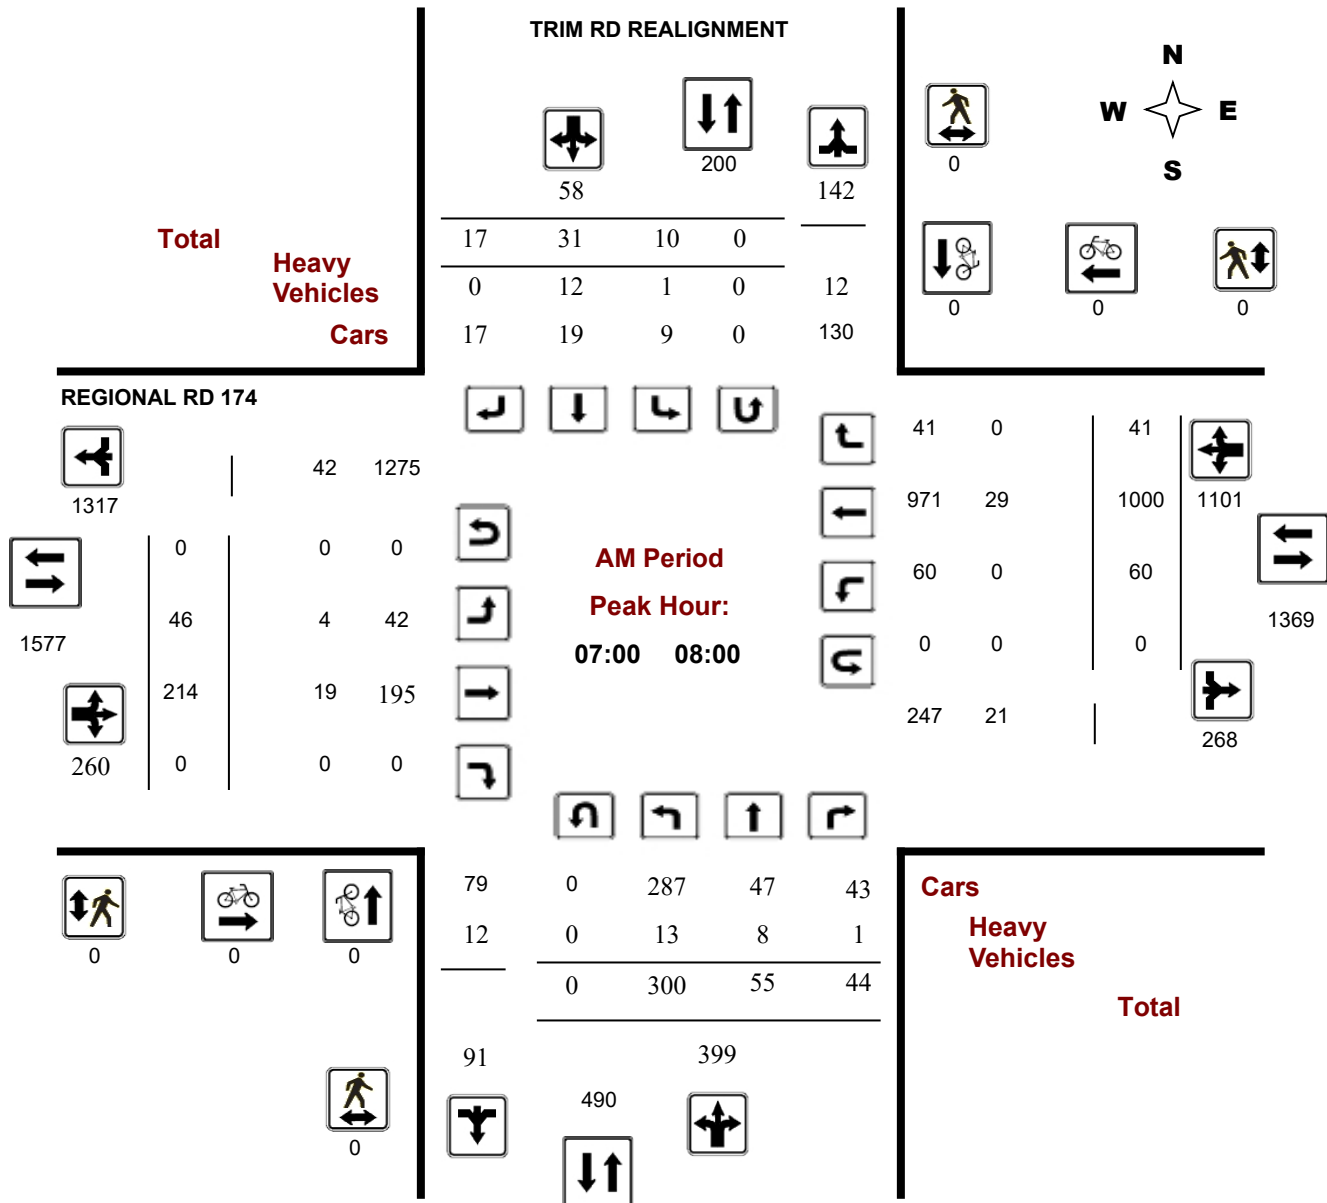 TRIM RD REALIGNMENT
N
W E
S
200
0
58
142
Total
17 31 10 0
Heavy
Vehicles
0 12 1 0 12
0 0 0
Cars
17 19 9 0 130
REGIONAL RD 174
41 0 41
42 1275
1317
971 29 1000 1101
0 0 0
AM Period
60 0 60
Peak Hour:
46 4 42
1577
1369
07:00 08:00
0 0 0
214 19 195
247 21
268
260 0 0 0
79 0 287 47 43
Cars
12 0 13 8 1
Heavy
Vehicles
0 0 0
0 300 55 44
Total
91 399
490
0